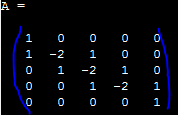 A =
1 0 0 0 0
1 −2 1 0 0
0 1 −2 1 0
0 0 1 −2 1
0 0 0 0 1